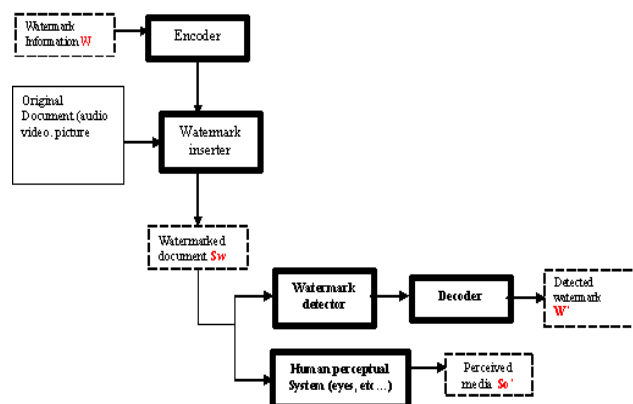 Watermark
Information W
Encoder
Original
Document (audio
video. picture
Watermark
inserter
Watermarked
document Sw
Watermark
detector
Decoder
Detected
watermark
W'
Human perceptual
System (eyes, etc ...)
Perceived
media So'